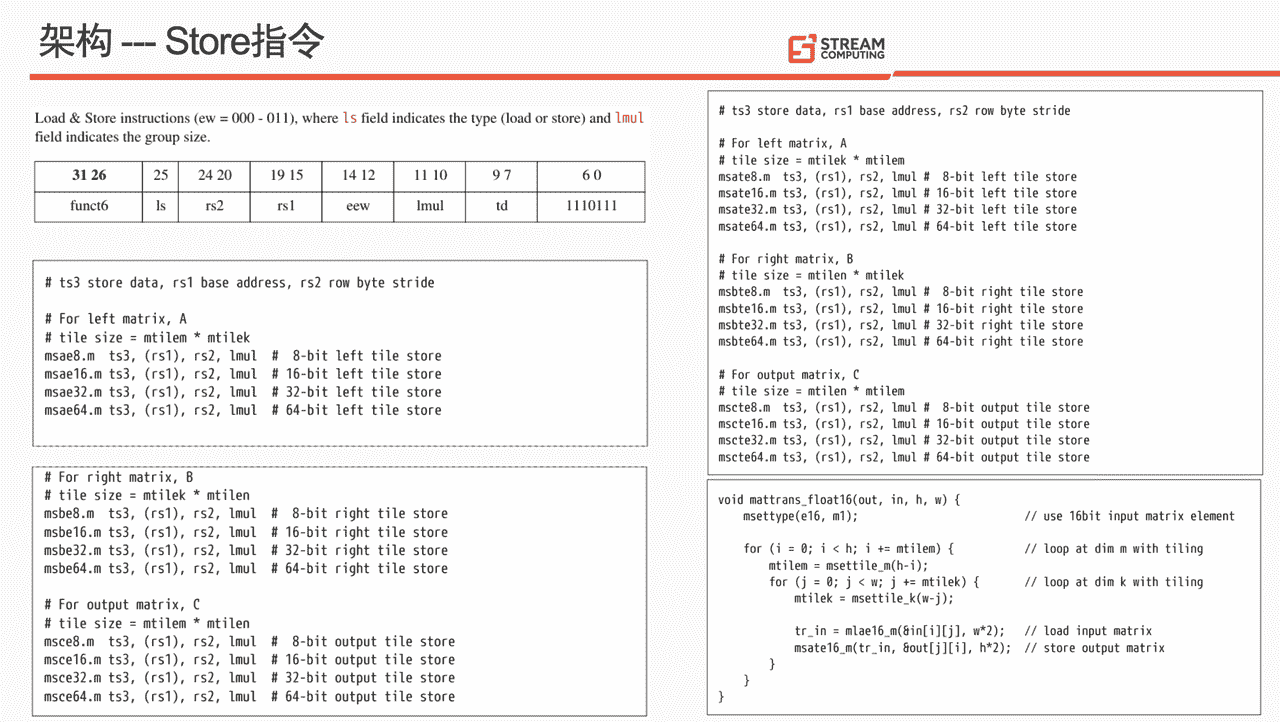 架构 --- Store指令
STREAM
COMPUTING
Load & Store instructions (ew = 000 - 011), where ls field indicates the type (load or store) and lmul
field indicates the group size.
31 26 25 24 20 19 15 14 12 11 10 9 7 6 0
funct6 ls rs2 rs1 eew lmul td 1110111
# ts3 store data, rs1 base address, rs2 row byte stride
# For left matrix, A
# tile size = mtilem * mtilek
msae8.m  ts3, (rs1), rs2, lmul  #  8-bit left tile store
msae16.m ts3, (rs1), rs2, lmul  # 16-bit left tile store
msae32.m ts3, (rs1), rs2, lmul  # 32-bit left tile store
msae64.m ts3, (rs1), rs2, lmul  # 64-bit left tile store
# For right matrix, B
# tile size = mtilek * mtilen
msbe8.m  ts3, (rs1), rs2, lmul  #  8-bit right tile store
msbe16.m ts3, (rs1), rs2, lmul  # 16-bit right tile store
msbe32.m ts3, (rs1), rs2, lmul  # 32-bit right tile store
msbe64.m ts3, (rs1), rs2, lmul  # 64-bit right tile store
# For output matrix, C
# tile size = mtilem * mtilen
msce8.m  ts3, (rs1), rs2, lmul  #  8-bit output tile store
msce16.m ts3, (rs1), rs2, lmul  # 16-bit output tile store
msce32.m ts3, (rs1), rs2, lmul  # 32-bit output tile store
msce64.m ts3, (rs1), rs2, lmul  # 64-bit output tile store
# ts3 store data, rs1 base address, rs2 row byte stride
# For left matrix, A
# tile size = mtilek * mtilem
msate8.m  ts3, (rs1), rs2, lmul #  8-bit left tile store
msate16.m ts3, (rs1), rs2, lmul # 16-bit left tile store
msate32.m ts3, (rs1), rs2, lmul # 32-bit left tile store
msate64.m ts3, (rs1), rs2, lmul # 64-bit left tile store
# For right matrix, B
# tile size = mtilen * mtilek
msbte8.m  ts3, (rs1), rs2, lmul #  8-bit right tile store
msbte16.m ts3, (rs1), rs2, lmul # 16-bit right tile store
msbte32.m ts3, (rs1), rs2, lmul # 32-bit right tile store
msbte64.m ts3, (rs1), rs2, lmul # 64-bit right tile store
# For output matrix, C
# tile size = mtilen * mtilem
mscte8.m  ts3, (rs1), rs2, lmul #  8-bit output tile store
mscte16.m ts3, (rs1), rs2, lmul # 16-bit output tile store
mscte32.m ts3, (rs1), rs2, lmul # 32-bit output tile store
mscte64.m ts3, (rs1), rs2, lmul # 64-bit output tile store
void mattrans_float16(out, in, h, w) {
msettype(e16, m1); // use 16bit input matrix element
for (i = 0; i < h; i += mtilem) { // loop at dim m with tiling
mtilem = msettile_m(h-i);
for (j = 0; j < w; j += mtilek) { // loop at dim k with tiling
mtilek = msettile_k(w-j);
tr_in = mlae16_m(&in[i][j], w*2); // load input matrix
msate16_m(tr_in, &out[j][i], h*2); // store output matrix
}
}
}